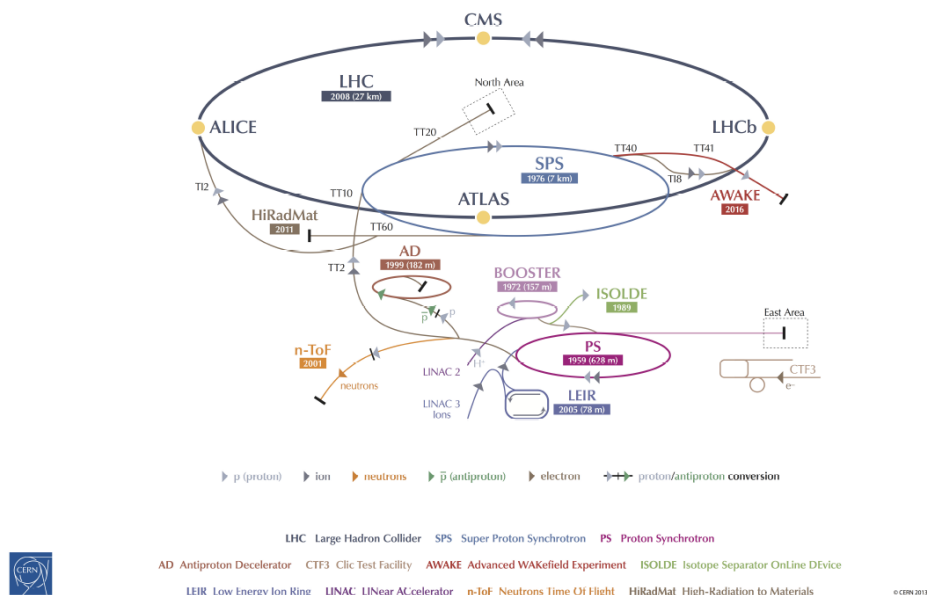 CMS
LHC
2008 (27 km)
North Area
ALICE
LHCb
TT20
TT40
TT41
SPS
1976 (7 km)
TI8
TI2
TT10
AWAKE
2016
ATLAS
HiRadMat
2011
TT60
AD
1999 (182 m)
TT2
BOOSTER
1972 (157 m)
ISOLDE
1989
p̅
p
East Area
n-ToF
2001
PS
1959 (628 m)
H⁺
LINAC 2
neutrons
CTF3
e⁻
LEIR
2005 (78 m)
LINAC 3
Ions
p (proton) ion neutrons p̅ (antiproton) electron proton/antiproton conversion
LHC Large Hadron Collider SPS Super Proton Synchrotron PS Proton Synchrotron
AD Antiproton Decelerator CTF3 Clic Test Facility AWAKE Advanced WAKefield Experiment ISOLDE Isotope Separator OnLine DEvice
LEIR Low Energy Ion Ring LINAC LINear ACcelerator n-ToF Neutrons Time Of Flight HiRadMat High-Radiation to Materials
CERN
© CERN 2013